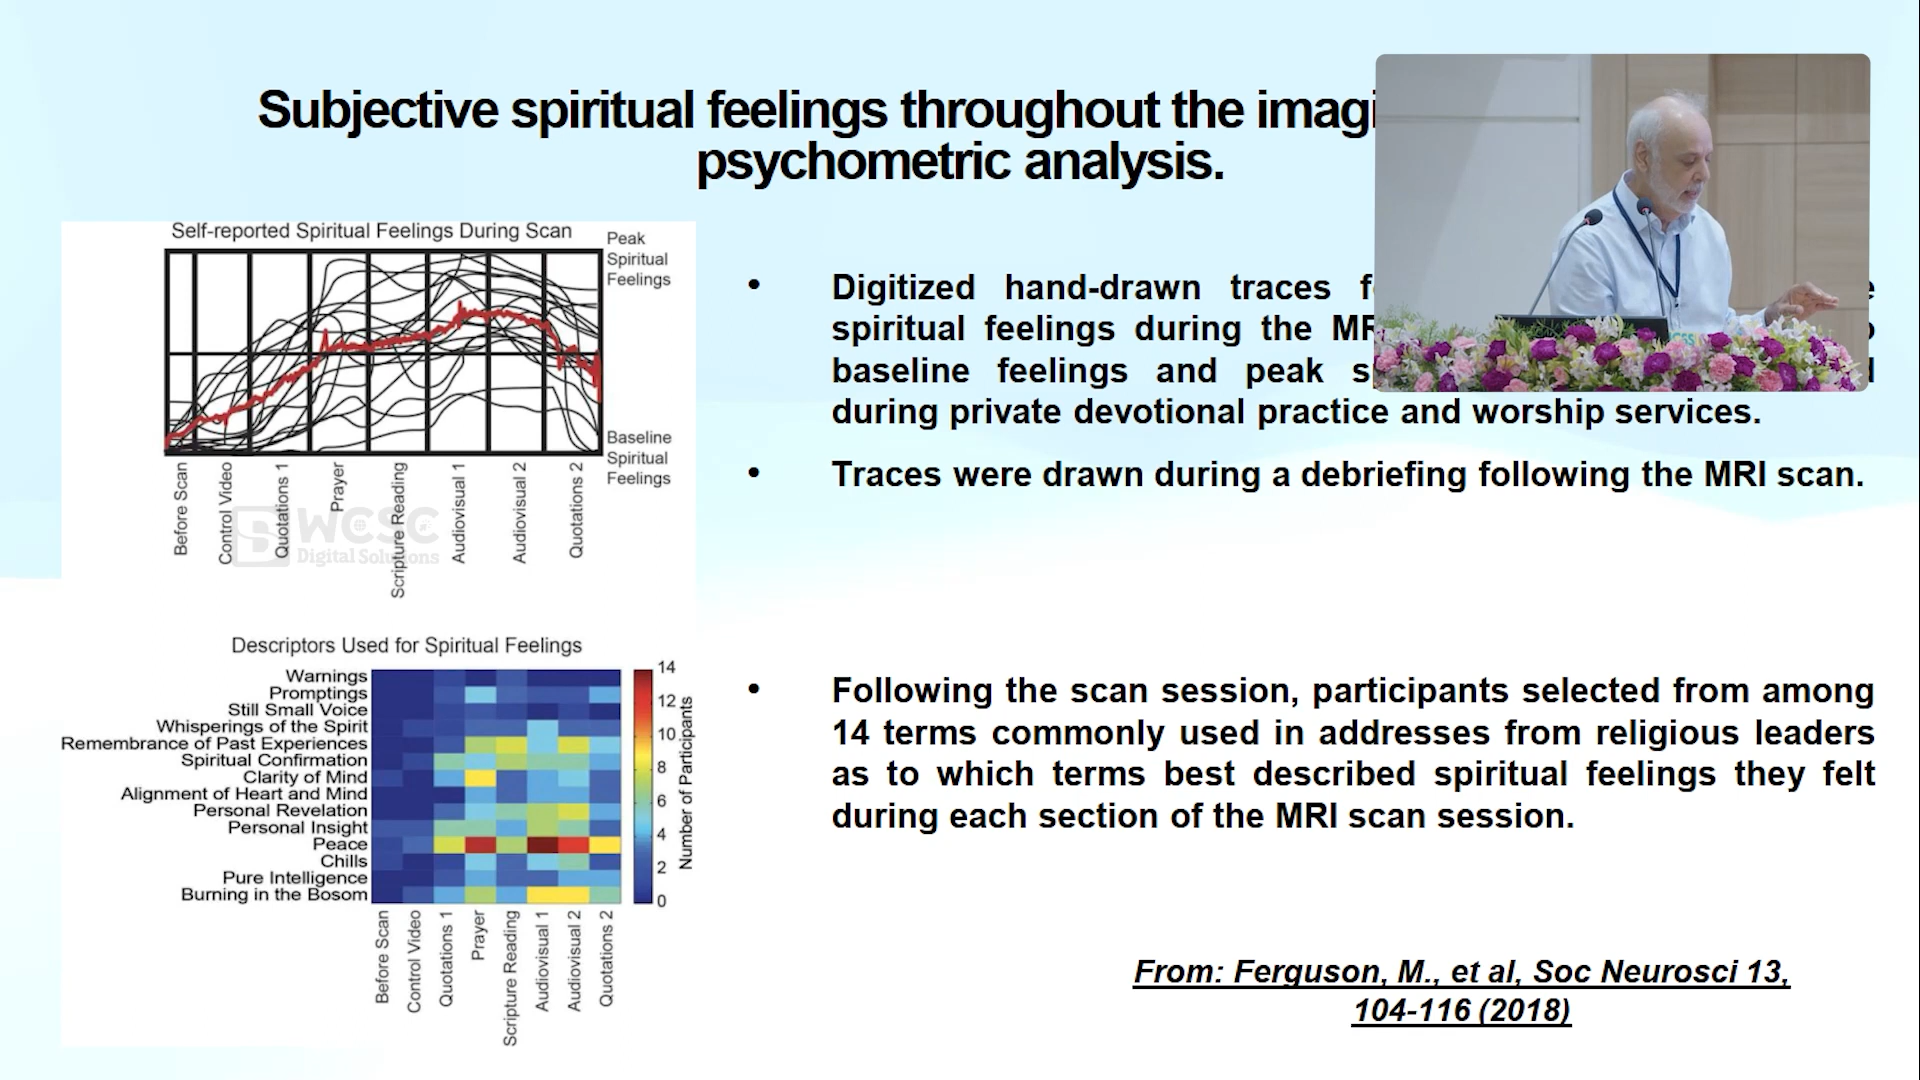 Subjective spiritual feelings throughout the imagi
psychometric analysis.
Self-reported Spiritual Feelings During Scan
Peak
Spiritual
Feelings
Baseline
Spiritual
Feelings
Before Scan
Control Video
Quotations 1
Prayer
Scripture Reading
Audiovisual 1
Audiovisual 2
Quotations 2
WCSC
Digital Solutions
Descriptors Used for Spiritual Feelings
Warnings
Promptings
Still Small Voice
Whisperings of the Spirit
Remembrance of Past Experiences
Spiritual Confirmation
Clarity of Mind
Alignment of Heart and Mind
Personal Revelation
Personal Insight
Peace
Chills
Pure Intelligence
Burning in the Bosom
14
12
10
8
6
4
2
0
Number of Participants
Before Scan
Control Video
Quotations 1
Prayer
Scripture Reading
Audiovisual 1
Audiovisual 2
Quotations 2
• Digitized hand-drawn traces
spiritual feelings during the MR
baseline feelings and peak s
during private devotional practice and worship services.
• Traces were drawn during a debriefing following the MRI scan.
• Following the scan session, participants selected from among
14 terms commonly used in addresses from religious leaders
as to which terms best described spiritual feelings they felt
during each section of the MRI scan session.
From: Ferguson, M., et al, Soc Neurosci 13,
104-116 (2018)